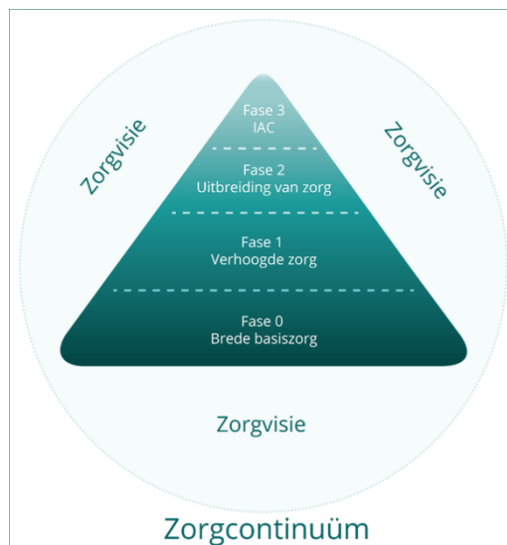 Zorgvisie
Zorgvisie
Fase 3
IAC
Fase 2
Uitbreiding van zorg
Fase 1
Verhoogde zorg
Fase 0
Brede basiszorg
Zorgvisie
Zorgcontinuüm